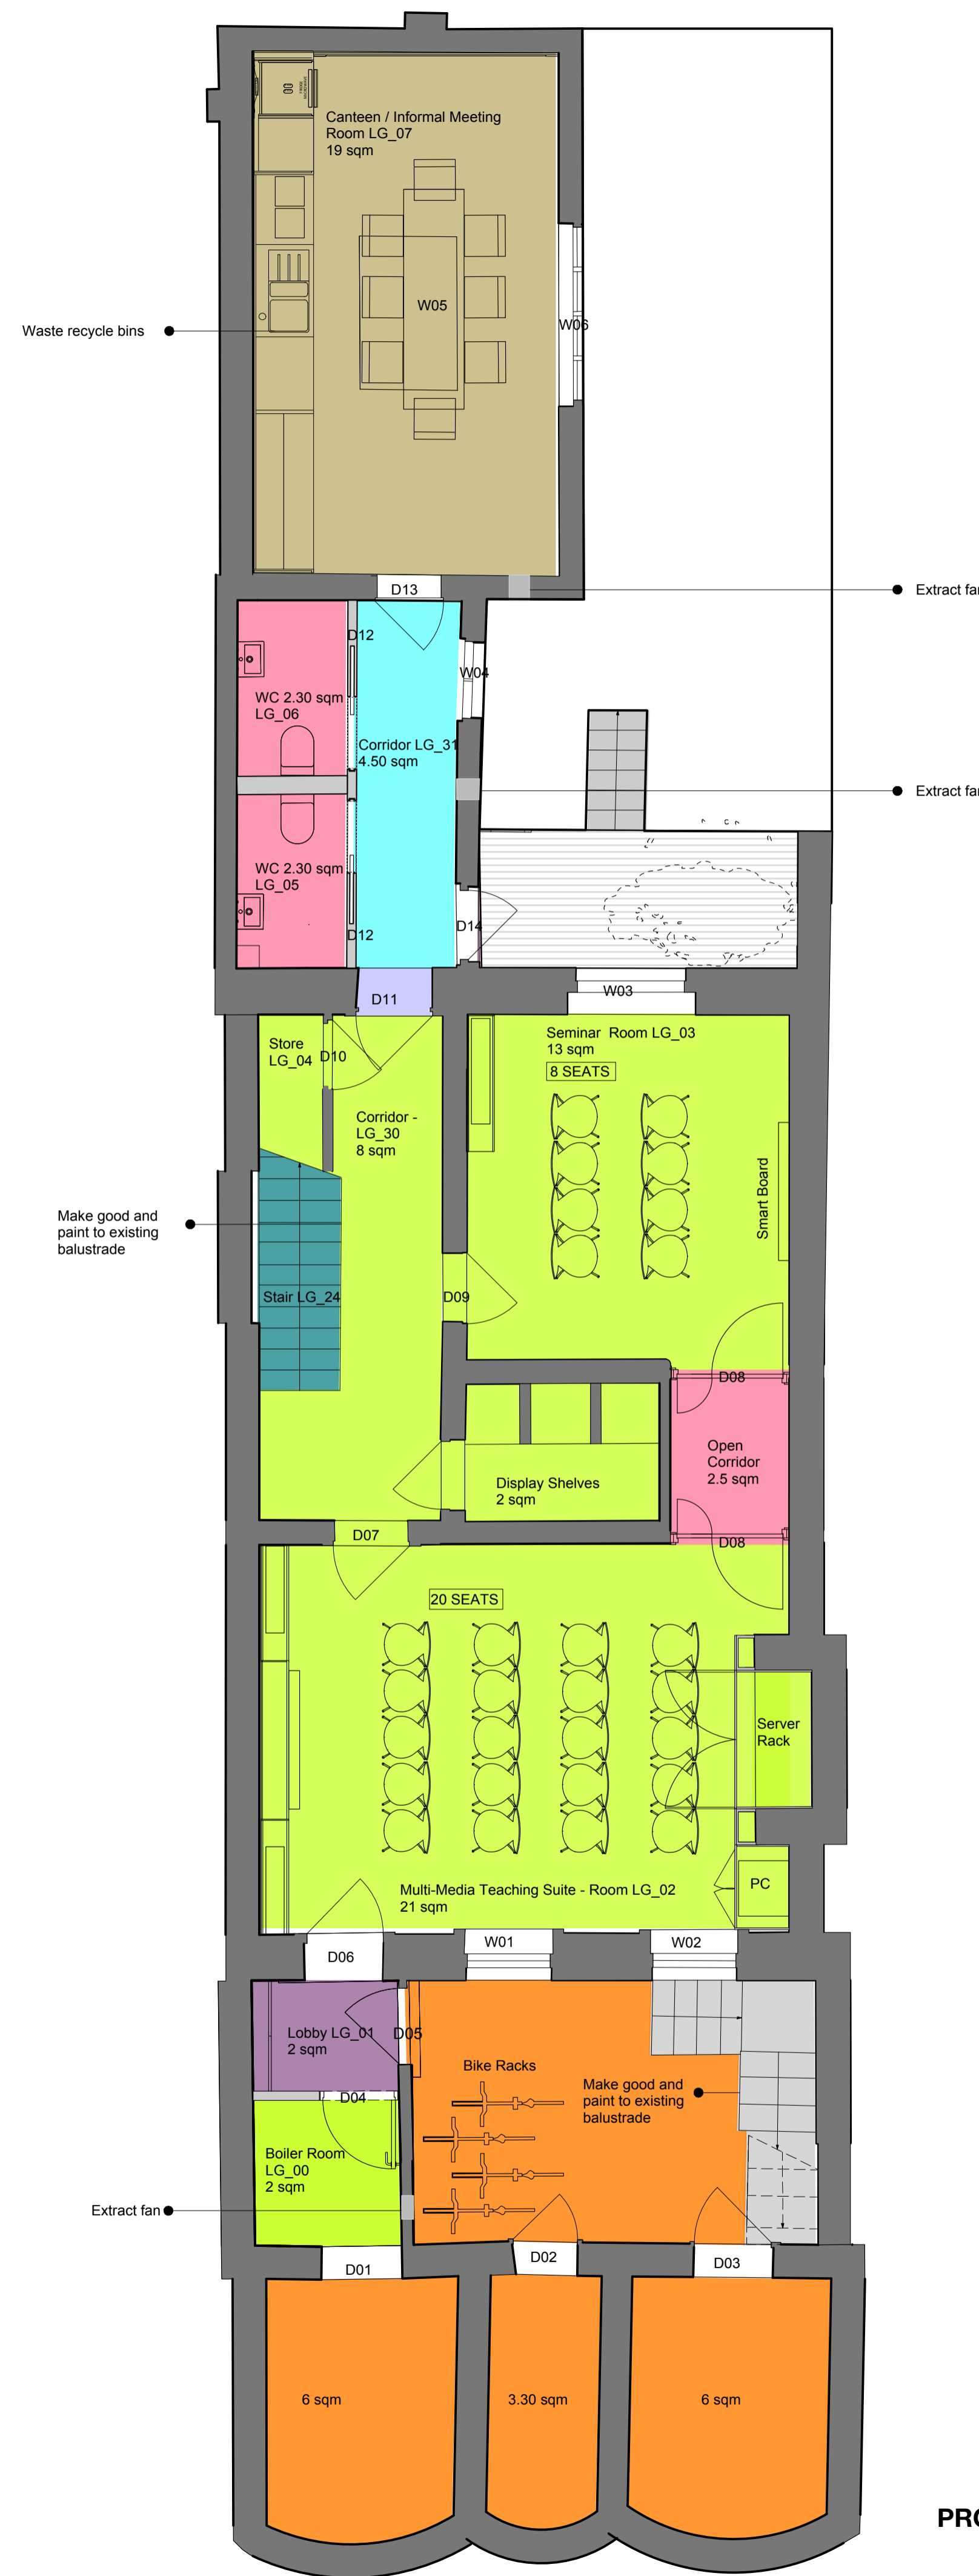 Canteen / Informal Meeting
Room LG_07
19 sqm
W05
W06
Waste recycle bins
D13
Extract fan
D12
W04
WC 2.30 sqm
LG_06
Corridor LG_31
4.50 sqm
Extract fan
WC 2.30 sqm
LG_05
D12
D14
D11
W03
Store
LG_04
D10
Seminar Room LG_03
13 sqm
8 SEATS
Corridor -
LG_30
8 sqm
Smart Board
Make good and
paint to existing
balustrade
Stair LG_24
D09
D08
Open
Corridor
2.5 sqm
Display Shelves
2 sqm
D07
D08
20 SEATS
Server
Rack
PC
Multi-Media Teaching Suite - Room LG_02
21 sqm
W01
W02
D06
Lobby LG_01
2 sqm
D05
Bike Racks
Make good and
paint to existing
balustrade
D04
Boiler Room
LG_00
2 sqm
Extract fan
D01
D02
D03
6 sqm
3.30 sqm
6 sqm
PRO